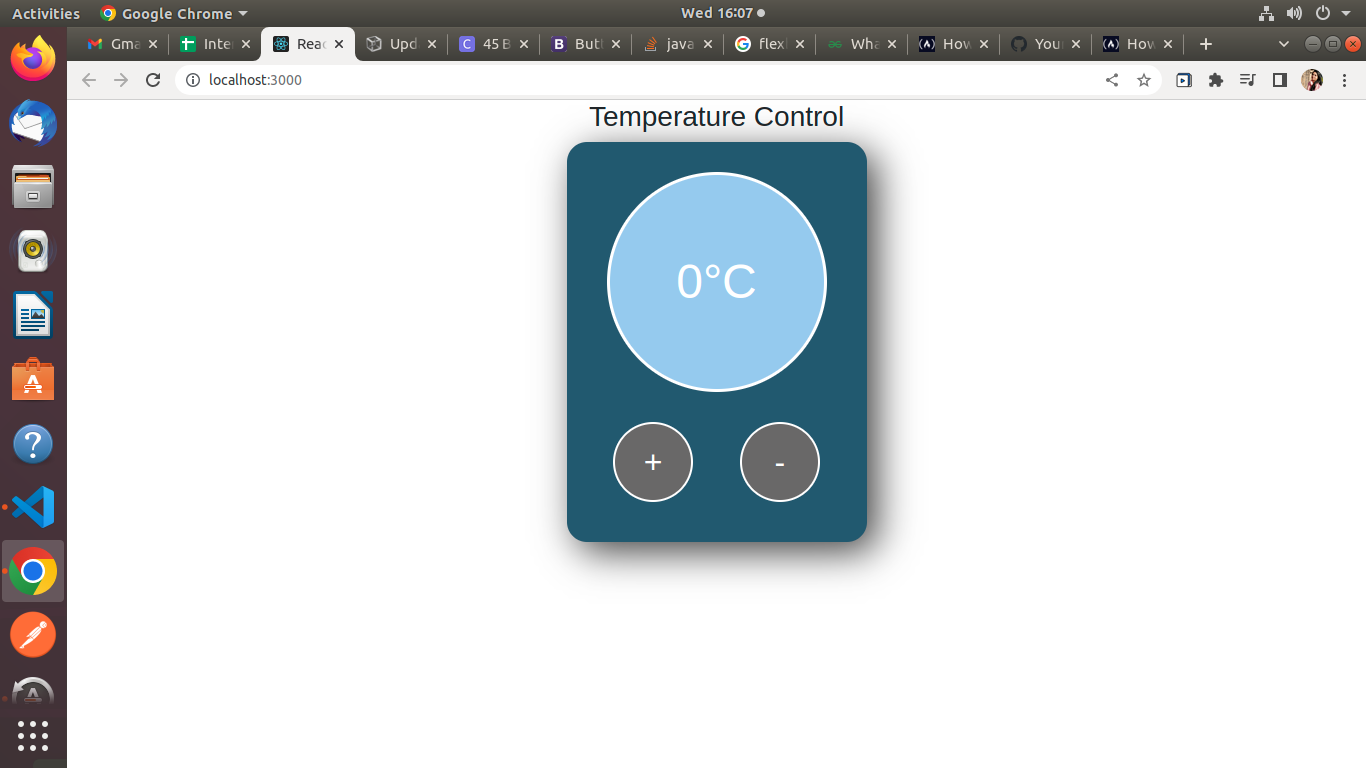 Activities Google Chrome Wed 16:07
Gma Inter Reac Upd 45 B Butt java flexl Wha How You How
localhost:3000
Temperature Control
0°C
+ -